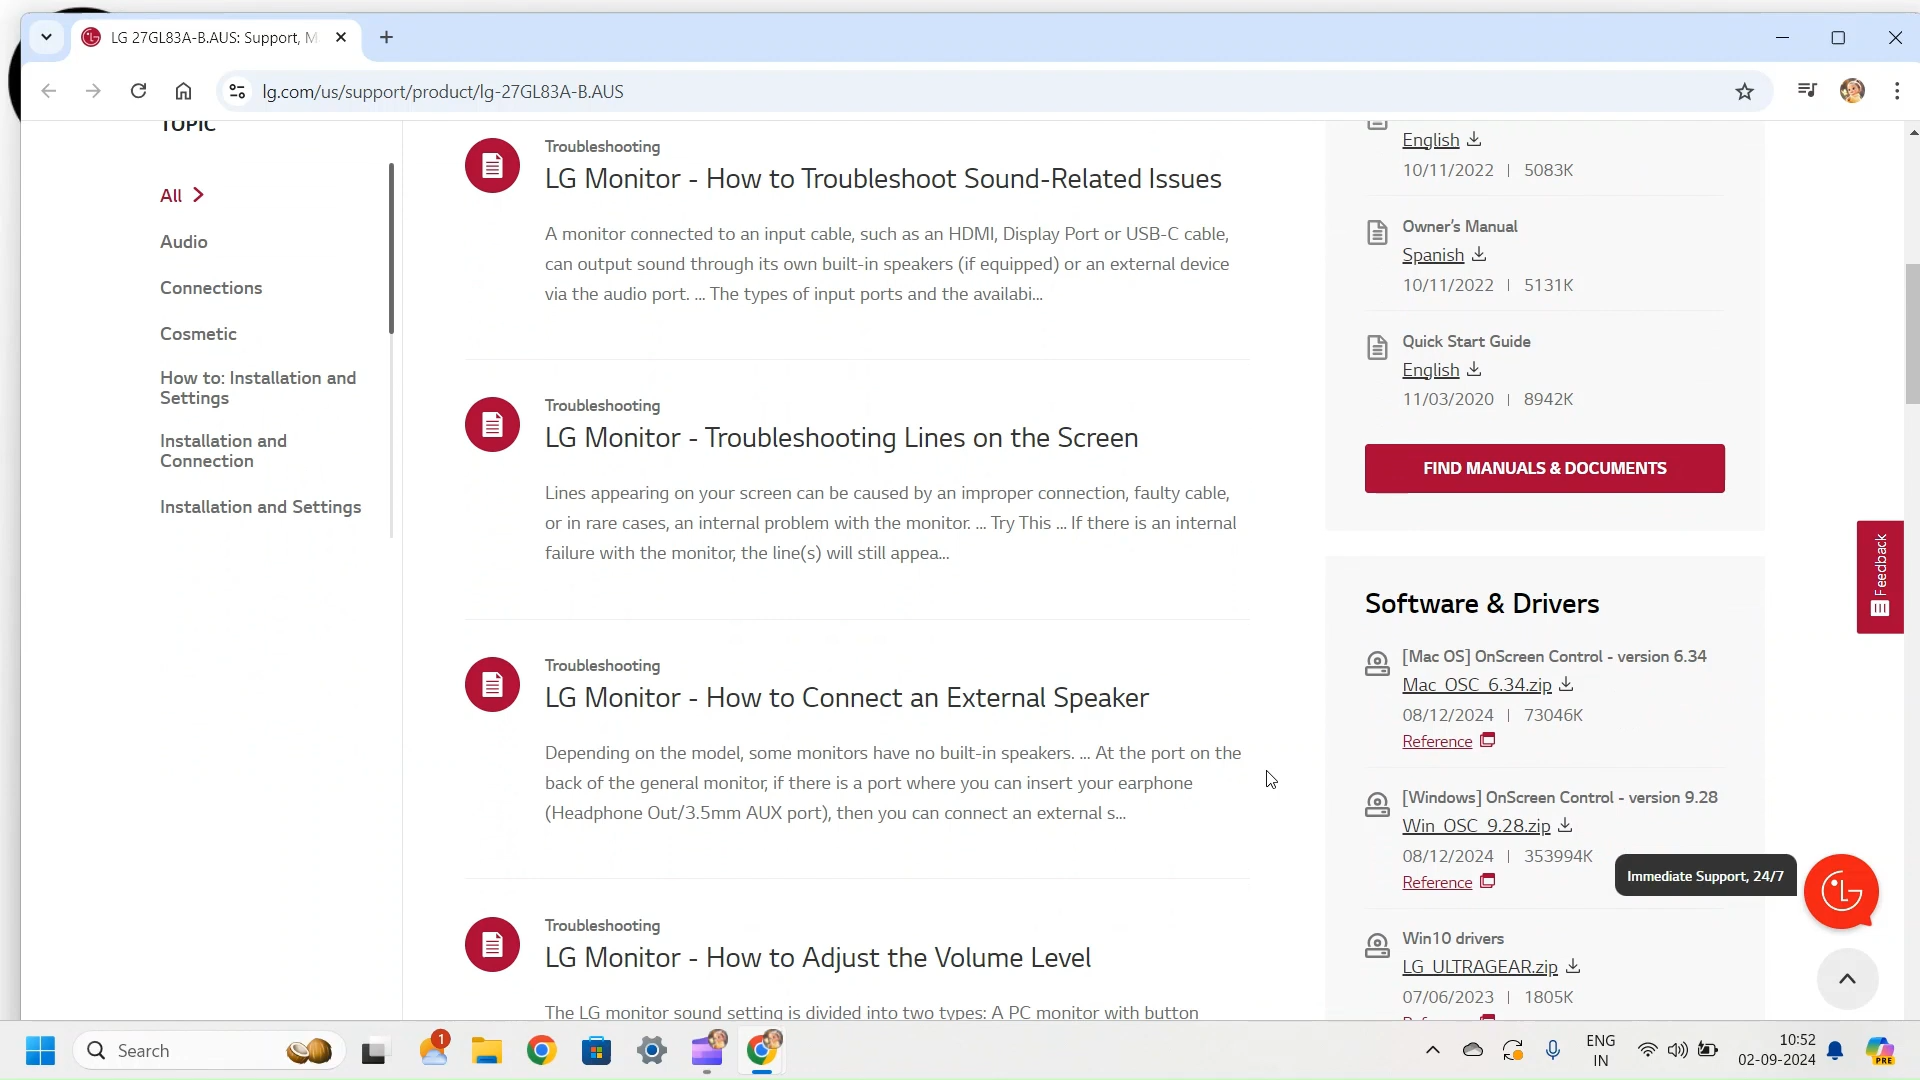 LG 27GL83A-B.AUS: Support, M
lg.com/us/support/product/lg-27GL83A-B.AUS
TOPIC
All
Audio
Connections
Cosmetic
How to: Installation and
Settings
Installation and
Connection
Installation and Settings
Troubleshooting
LG Monitor - How to Troubleshoot Sound-Related Issues
A monitor connected to an input cable, such as an HDMI, Display Port or USB-C cable,
can output sound through its own built-in speakers (if equipped) or an external device
via the audio port. ... The types of input ports and the availabi...
Troubleshooting
LG Monitor - Troubleshooting Lines on the Screen
Lines appearing on your screen can be caused by an improper connection, faulty cable,
or in rare cases, an internal problem with the monitor. ... Try This ... If there is an internal
failure with the monitor, the line(s) will still appea...
Troubleshooting
LG Monitor - How to Connect an External Speaker
Depending on the model, some monitors have no built-in speakers. ... At the port on the
back of the general monitor, if there is a port where you can insert your earphone
(Headphone Out/3.5mm AUX port), then you can connect an external s...
Troubleshooting
LG Monitor - How to Adjust the Volume Level
The LG monitor sound setting is divided into two types: A PC monitor with button
English
10/11/2022 | 5083K
Owner's Manual
Spanish
10/11/2022 | 5131K
Quick Start Guide
English
11/03/2020 | 8942K
FIND MANUALS & DOCUMENTS
Software & Drivers
[Mac OS] OnScreen Control - version 6.34
Mac_OSC_6.34.zip
08/12/2024 | 73046K
Reference
[Windows] OnScreen Control - version 9.28
Win_OSC_9.28.zip
08/12/2024 | 353994K
Reference
Win10 drivers
LG_ULTRAGEAR.zip
07/06/2023 | 1805K
Feedback
Immediate Support, 24/7
Search
1
ENG
IN
10:52
02-09-2024
PRE